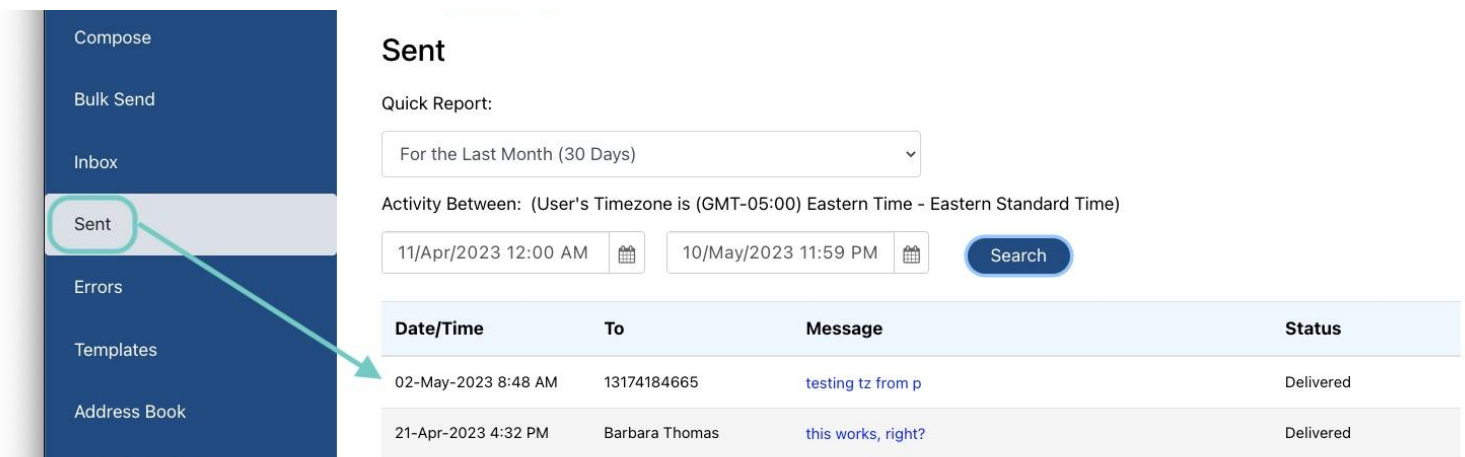 Compose
Bulk Send
Inbox
Sent
Errors
Templates
Address Book
Sent
Quick Report:
For the Last Month (30 Days)
Activity Between: (User's Timezone is (GMT-05:00) Eastern Time - Eastern Standard Time)
11/Apr/2023 12:00 AM 10/May/2023 11:59 PM Search
Date/Time To Message Status
02-May-2023 8:48 AM 13174184665 testing tz from p Delivered
21-Apr-2023 4:32 PM Barbara Thomas this works, right? Delivered